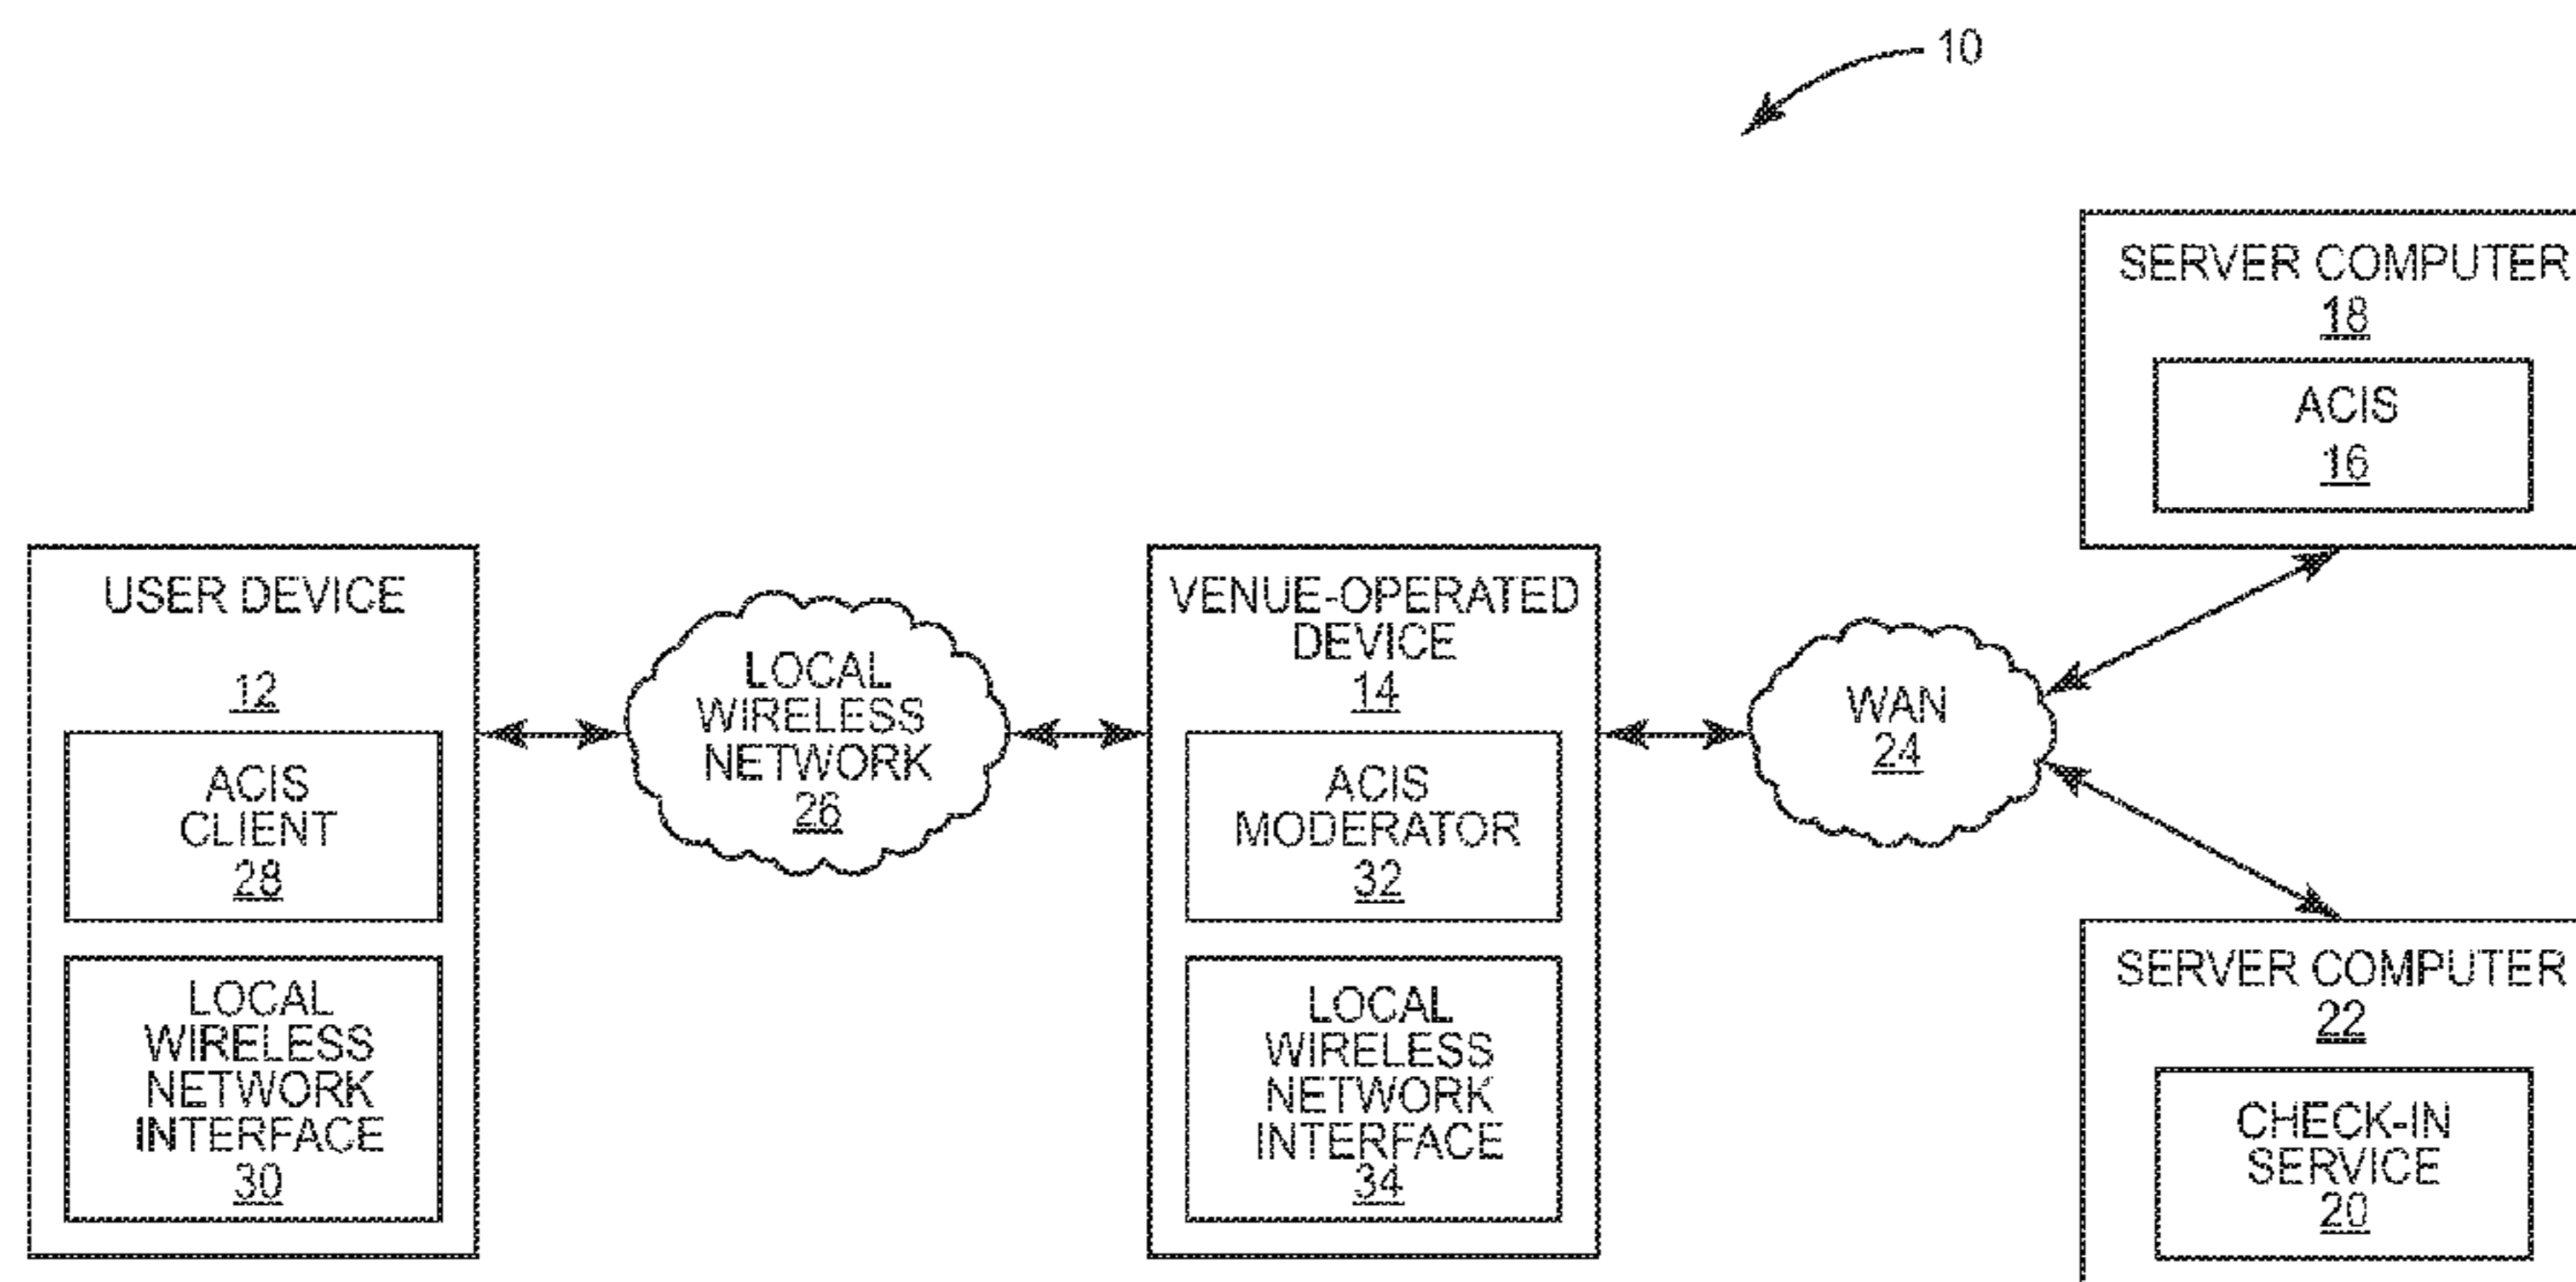 10
SERVER COMPUTER
18
ACIS
16
USER DEVICE
12
ACIS
CLIENT
28
LOCAL
WIRELESS
NETWORK
INTERFACE
30
LOCAL
WIRELESS
NETWORK
26
VENUE-OPERATED
DEVICE
14
ACIS
MODERATOR
32
LOCAL
WIRELESS
NETWORK
INTERFACE
34
WAN
24
SERVER COMPUTER
22
CHECK-IN
SERVICE
20